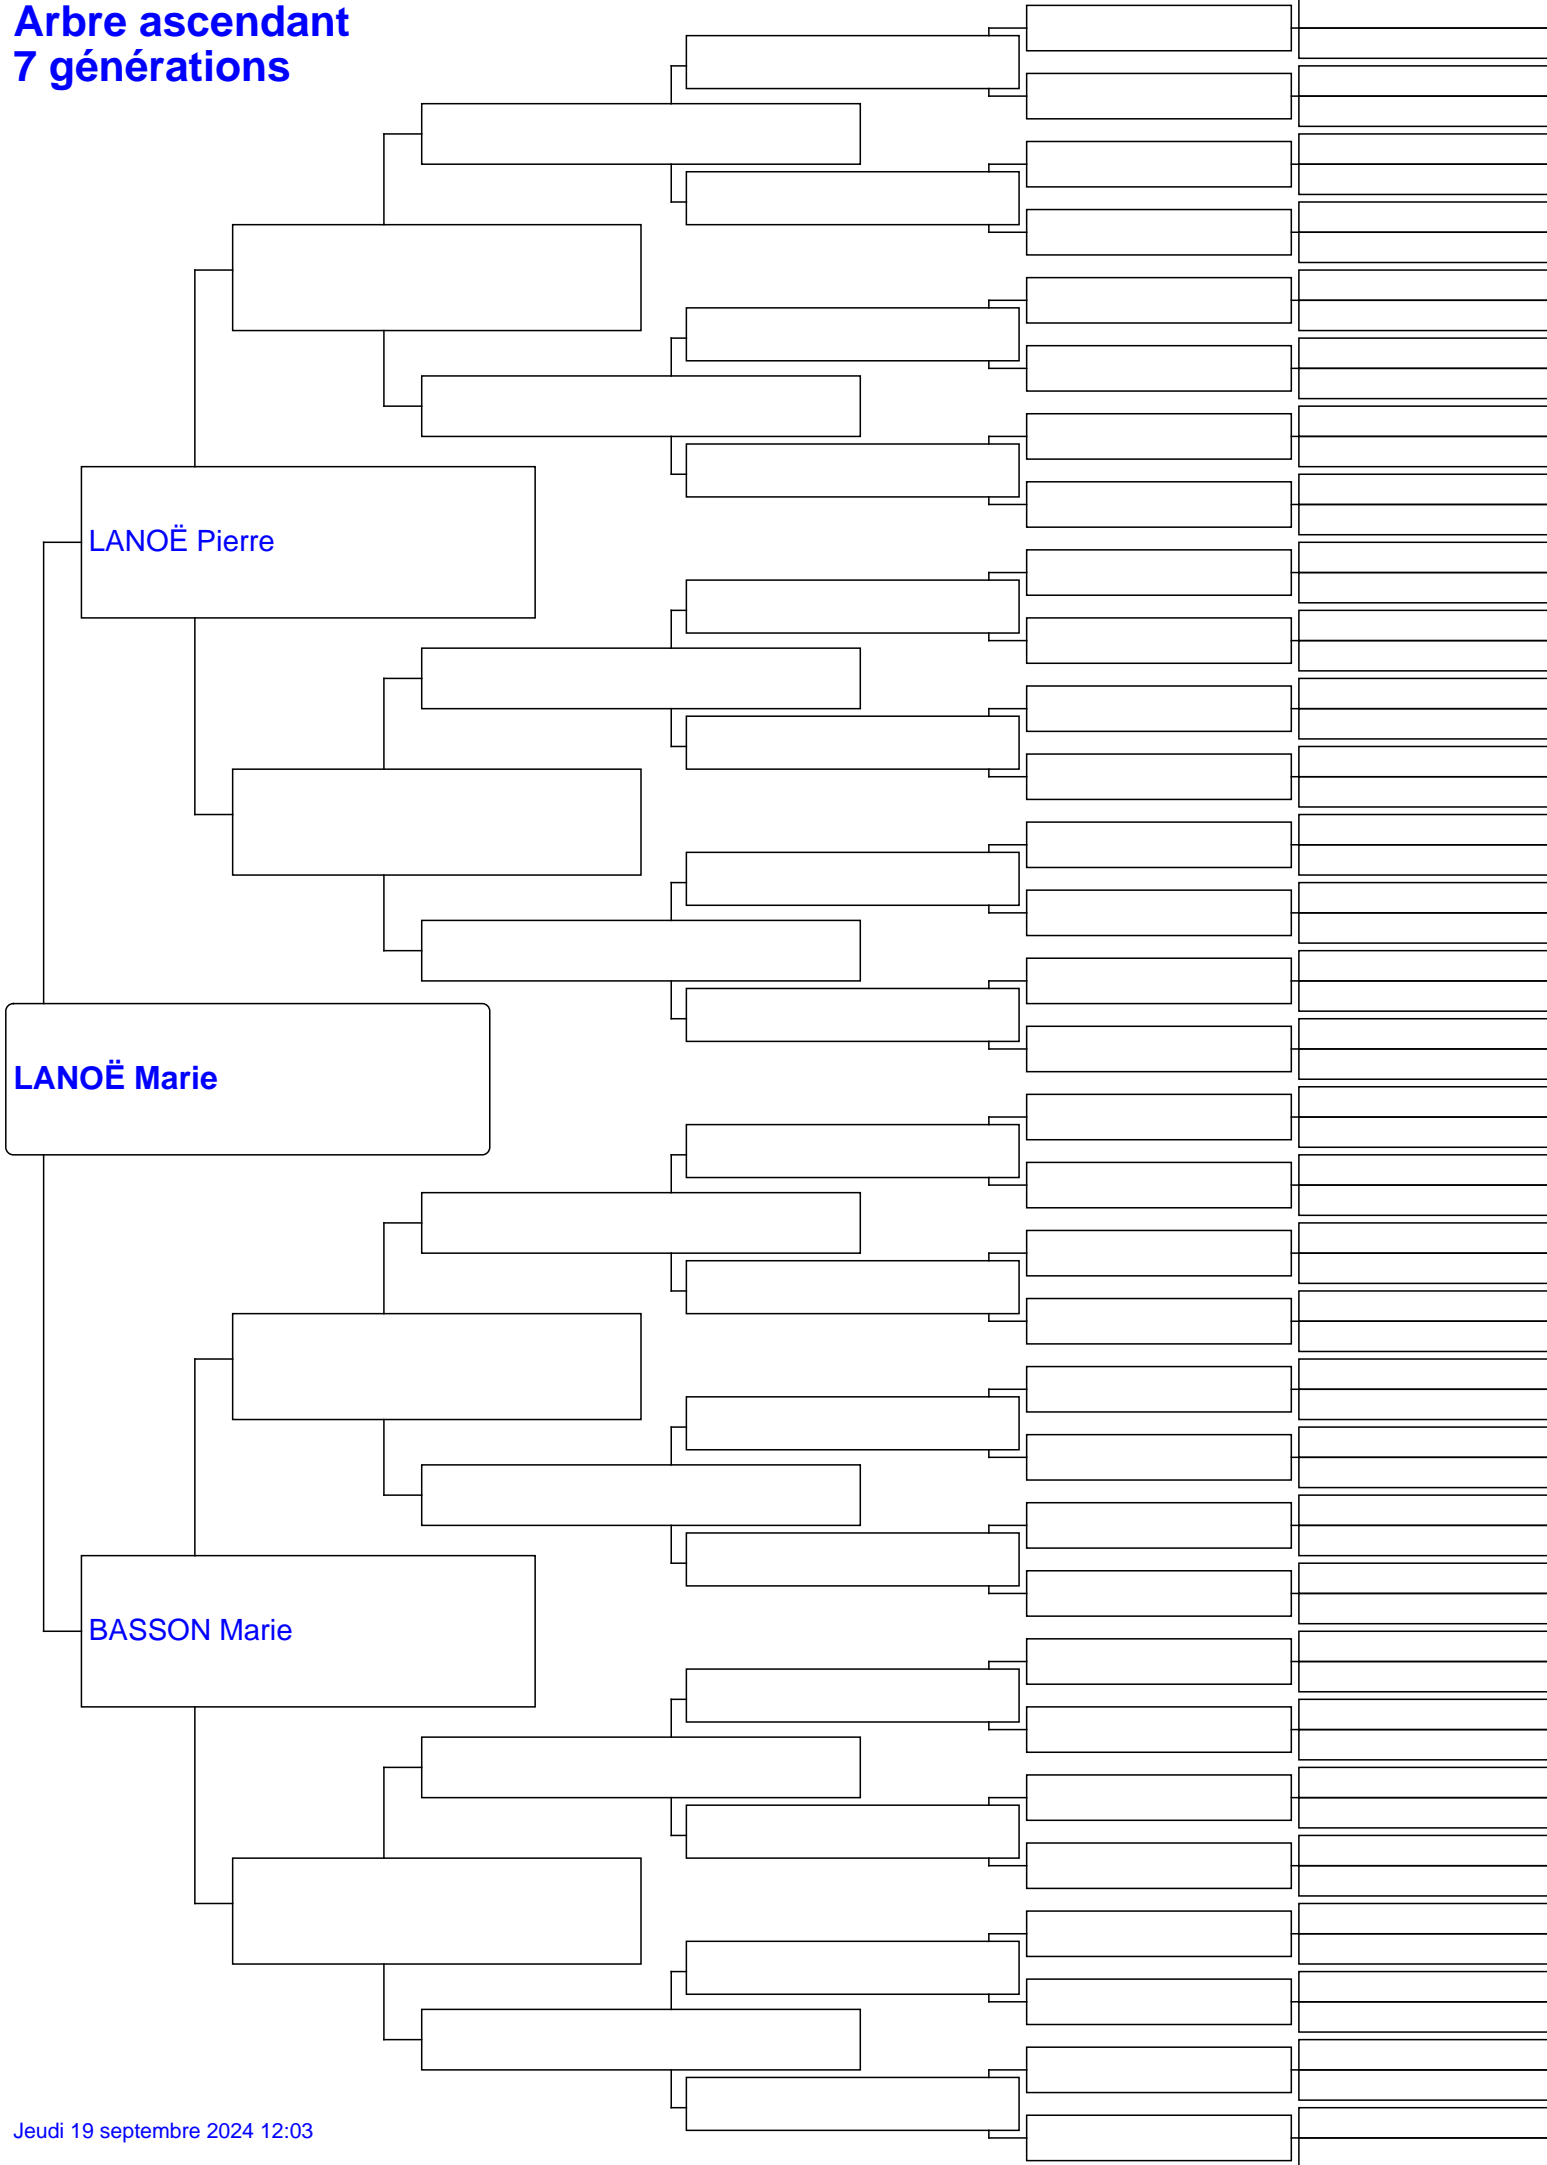 Arbre ascendant
7 générations
LANOË Pierre
LANOË Marie
BASSON Marie
Jeudi 19 septembre 2024 12:03